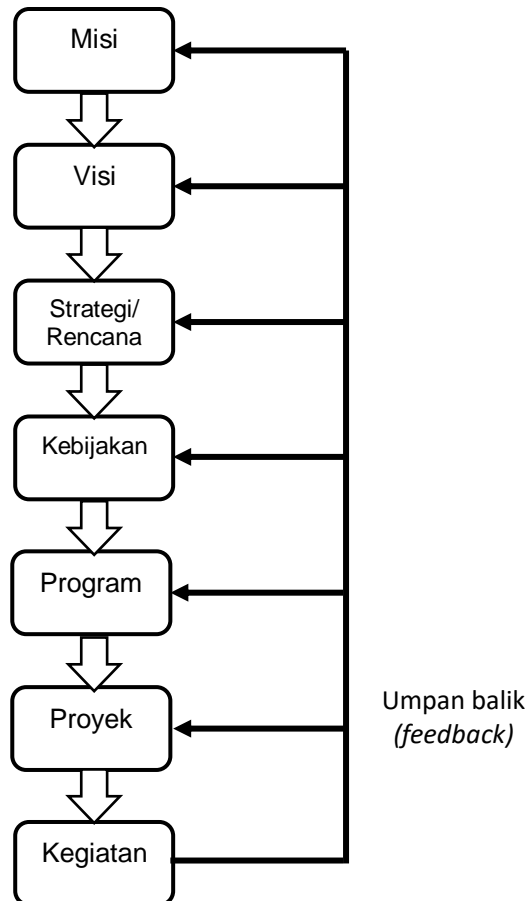 Misi
Visi
Strategi/
Rencana
Kebijakan
Program
Proyek
Umpan balik
(feedback)
Kegiatan